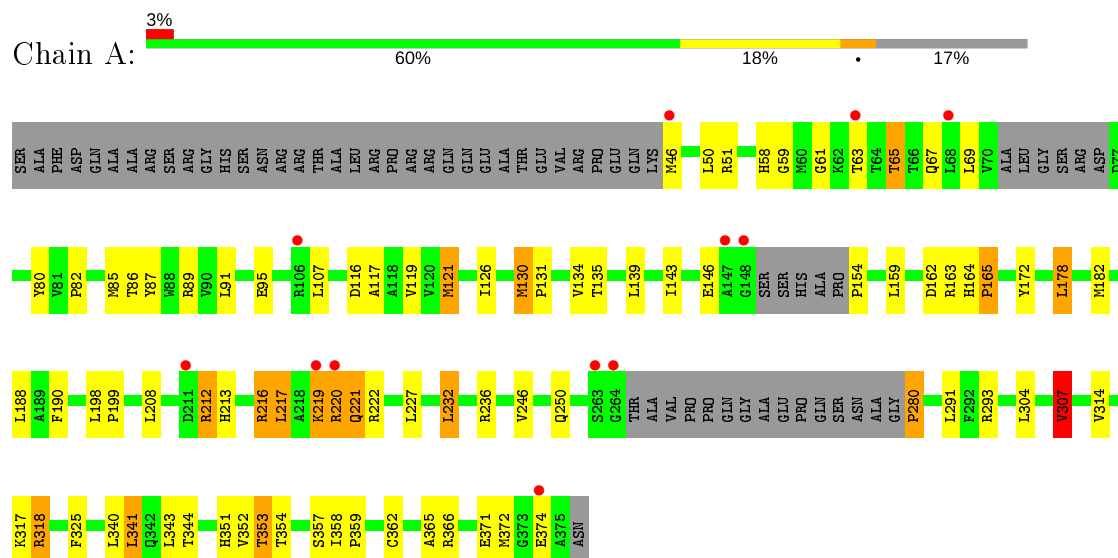 3%
Chain A:
60% 18% • 17%
SER ALA PHE ASP GLN ALA ALA ARG SER ARG GLY HIS SER ASN ARG ARG THR ALA LEU ARG PRO ARG ARG GLN GLN GLU ALA THR GLU VAL ARG PRO GLU GLN LYS M46 L50 R51 H58 G59 M60 G61 K62 T63 T64 T65 T66 Q67 L68 L69 V70 ALA LEU GLY SER ARG ASP D77
Y80 V81 P82 M85 T86 Y87 W88 R89 V90 L91 E95 R106 L107 D116 A117 A118 V119 V120 M121 I126 M130 P131 V134 T135 L139 I143 E146 A147 G148 SER SER HIS ALA PRO P154 L159 D162 R163 H164 P165 Y172 L178 M182
L188 A189 F190 L198 P199 L208 D211 R212 H213 R216 L217 A218 K219 R220 Q221 R222 L227 L232 R236 V246 Q250 S263 G264 THR ALA VAL PRO PRO GLN GLY ALA GLU PRO GLN SER ASN ALA GLY P280 L291 F292 R293 L304 V307 V314
K317 R318 F325 L340 L341 Q342 L343 T344 H351 V352 T353 T354 S357 I358 P359 C362 A365 R366 E371 M372 G373 E374 A375 ASN